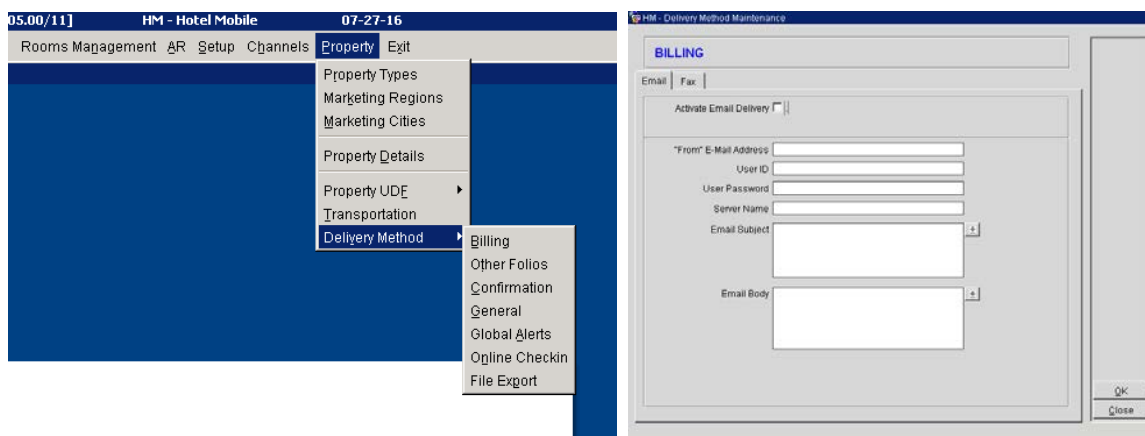 05.00/11] HM - Hotel Mobile 07-27-16
Rooms Management AR Setup Channels Property Exit
Property Types
Marketing Regions
Marketing Cities
Property Details
Property UDF
Transportation
Delivery Method
Billing
Other Folios
Confirmation
General
Global Alerts
Online Checkin
File Export
HM - Delivery Method Maintenance
BILLING
Email Fax
Activate Email Delivery
"From" E-Mail Address
User ID
User Password
Server Name
Email Subject +
Email Body +
OK
Close